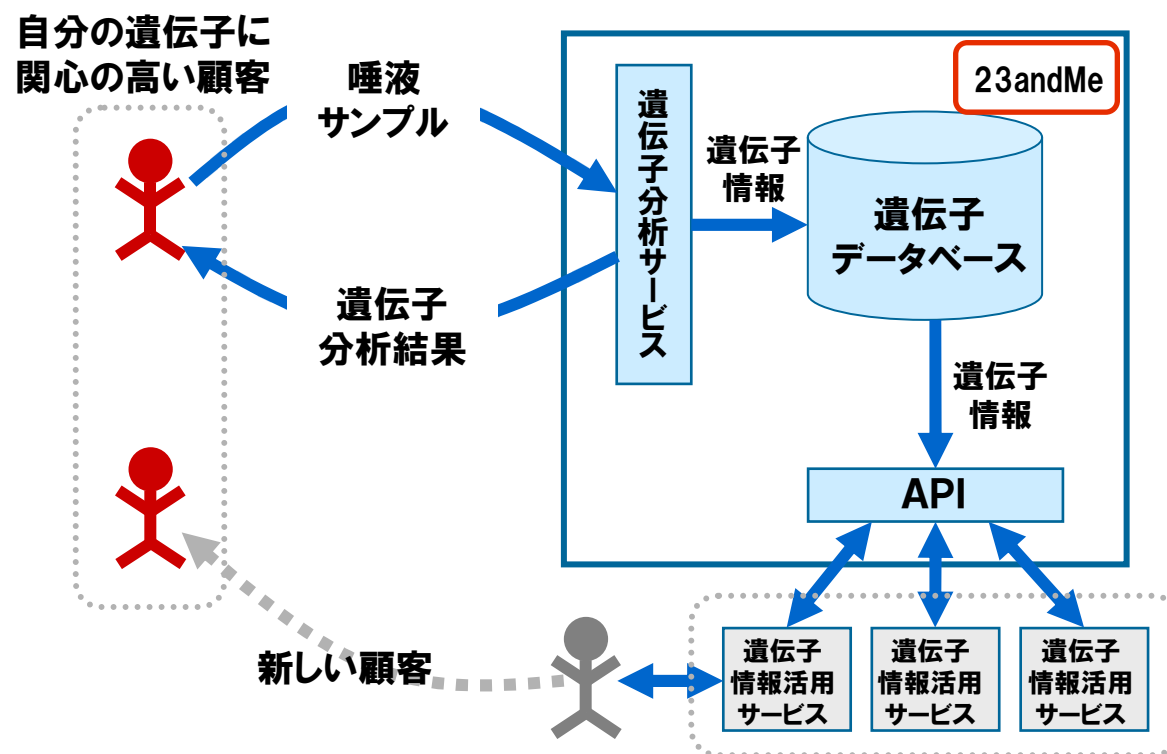 自分の遺伝子に
関心の高い顧客
唾液
サンプル
遺伝子
分析結果
遺伝子分析サービス
遺伝子
情報
23andMe
遺伝子
データベース
遺伝子
情報
API
新しい顧客
遺伝子
情報活用
サービス
遺伝子
情報活用
サービス
遺伝子
情報活用
サービス